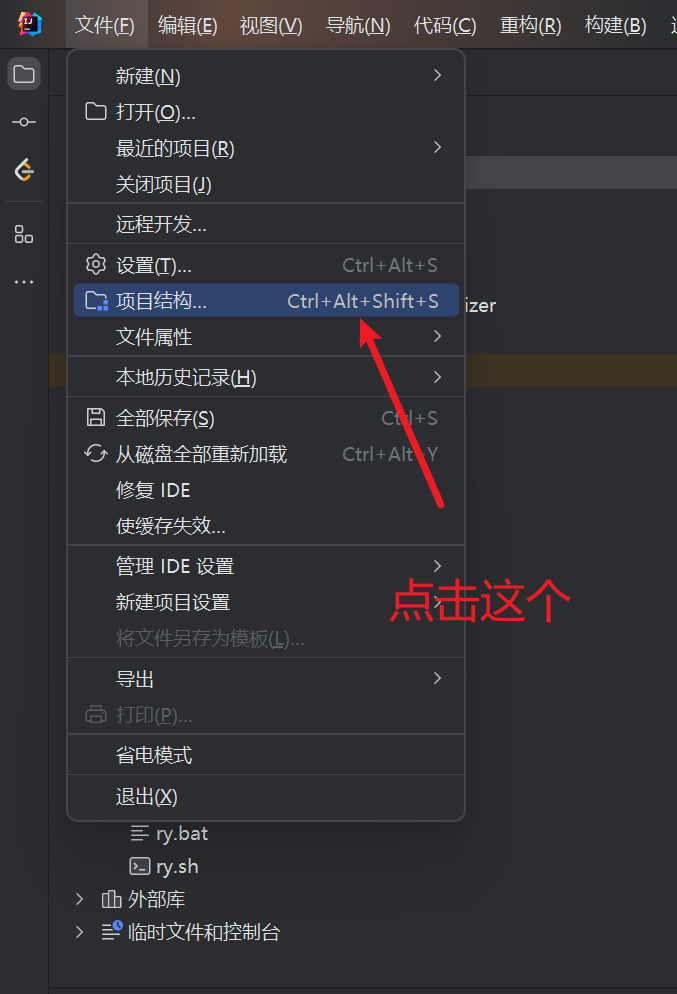 文件(F) 编辑(E) 视图(V) 导航(N) 代码(C) 重构(R) 构建(B)
新建(N)
打开(O)...
最近的项目(R)
关闭项目(J)
远程开发...
设置(T)... Ctrl+Alt+S
项目结构... Ctrl+Alt+Shift+S
izer
文件属性
本地历史记录(H)
全部保存(S) Ctrl+S
从磁盘全部重新加载 Ctrl+Alt+Y
修复 IDE
使缓存失效...
管理 IDE 设置
点击这个
新建项目设置
将文件另存为模板(L)...
导出
打印(P)...
省电模式
退出(X)
ry.bat
ry.sh
外部库
临时文件和控制台